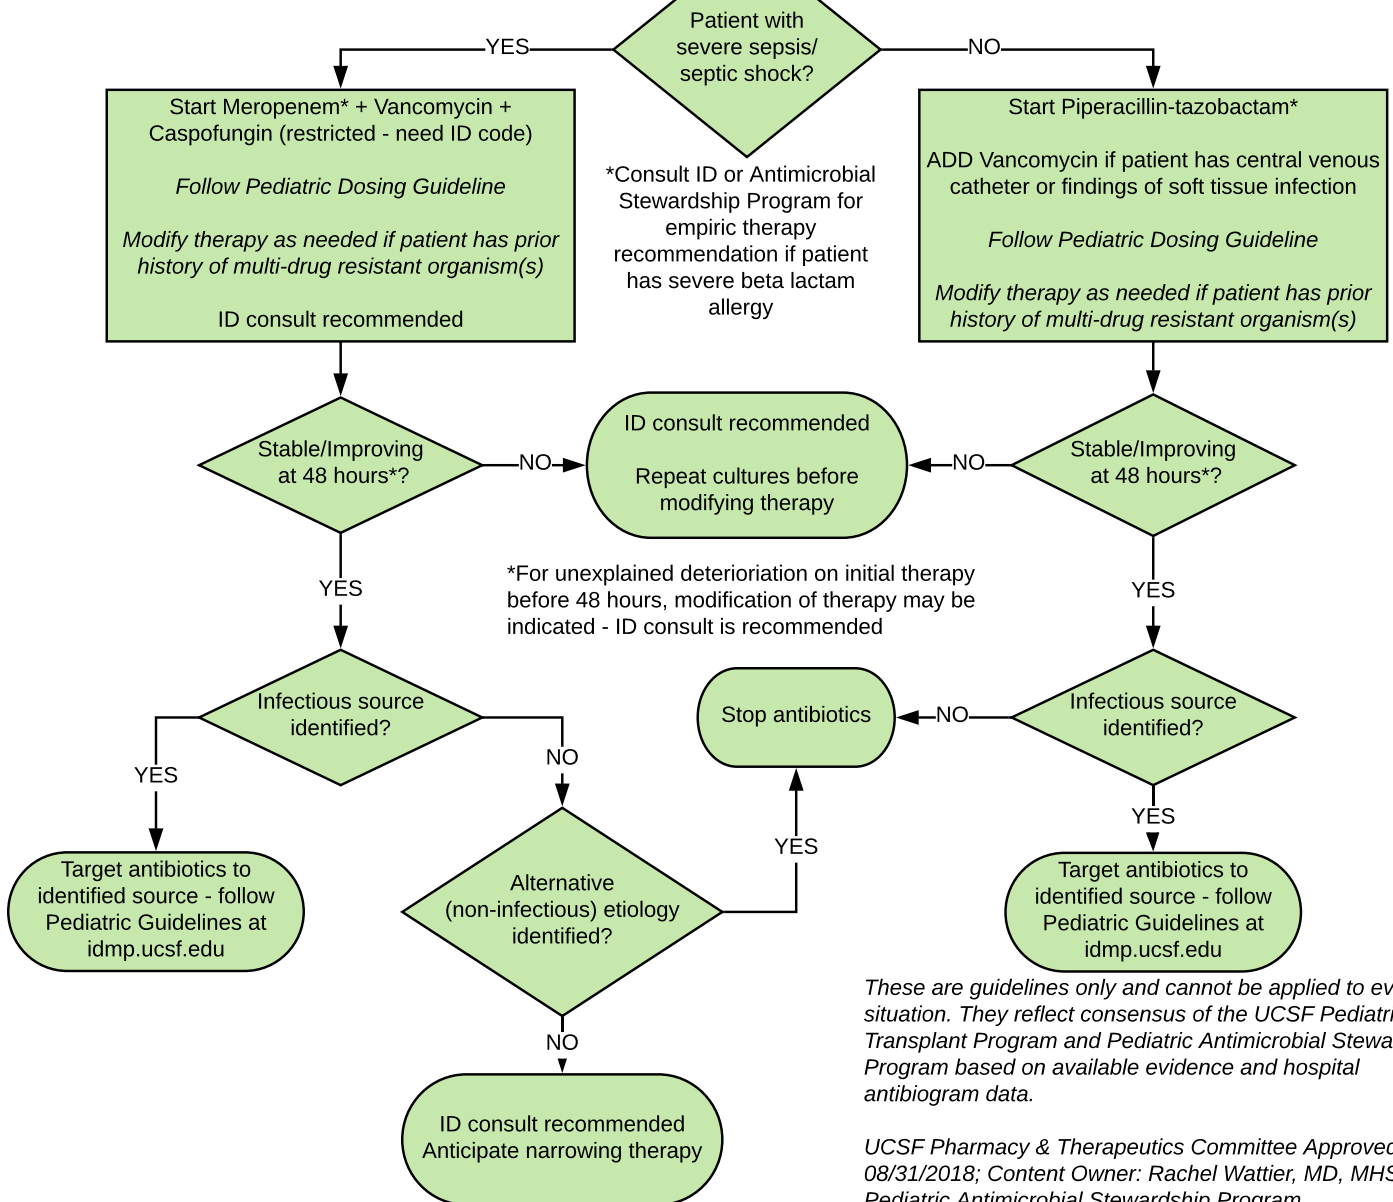 Patient with
severe sepsis/
septic shock?
YES
NO
Start Meropenem* + Vancomycin +
Caspofungin (restricted - need ID code)
Follow Pediatric Dosing Guideline
Modify therapy as needed if patient has prior
history of multi-drug resistant organism(s)
ID consult recommended
*Consult ID or Antimicrobial
Stewardship Program for
empiric therapy
recommendation if patient
has severe beta lactam
allergy
Start Piperacillin-tazobactam*
ADD Vancomycin if patient has central venous
catheter or findings of soft tissue infection
Follow Pediatric Dosing Guideline
Modify therapy as needed if patient has prior
history of multi-drug resistant organism(s)
Stable/Improving
at 48 hours*?
NO
ID consult recommended
Repeat cultures before
modifying therapy
NO
Stable/Improving
at 48 hours*?
YES
*For unexplained deterioriation on initial therapy
before 48 hours, modification of therapy may be
indicated - ID consult is recommended
YES
Infectious source
identified?
YES
NO
Stop antibiotics
NO
Infectious source
identified?
YES
YES
Target antibiotics to
identified source - follow
Pediatric Guidelines at
idmp.ucsf.edu
Alternative
(non-infectious) etiology
identified?
Target antibiotics to
identified source - follow
Pediatric Guidelines at
idmp.ucsf.edu
NO
ID consult recommended
Anticipate narrowing therapy
These are guidelines only and cannot be applied to
situation. They reflect consensus of the UCSF
Transplant Program and Pediatric Antimicrobial
Program based on available evidence and hospital
antibiogram data.
UCSF Pharmacy & Therapeutics Committee Approved
08/31/2018; Content Owner: Rachel Wattier, MD,
Pediatric Antimicrobial Stewardship Program